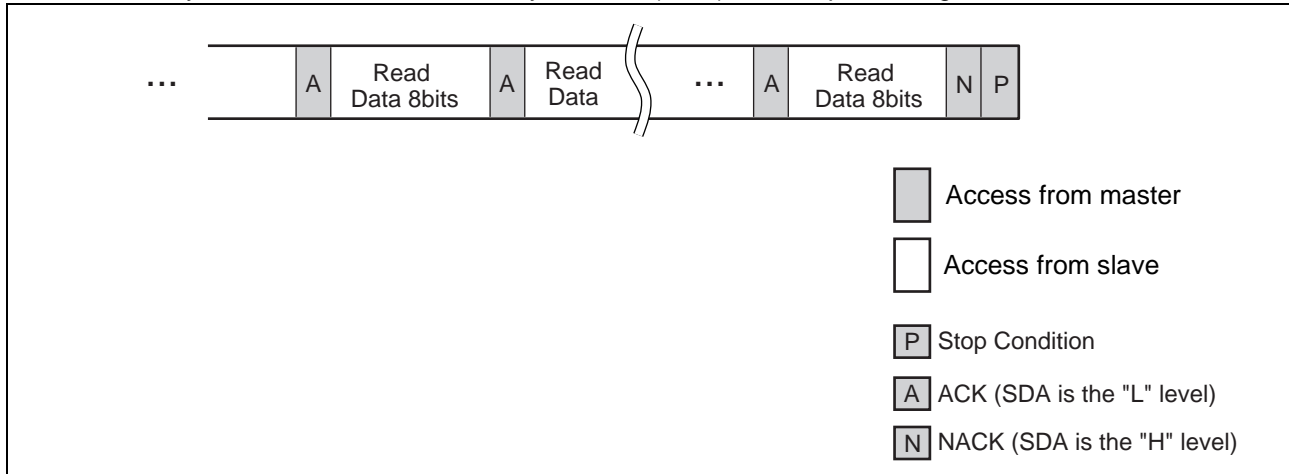 ... A Read Data 8bits A Read Data ... A Read Data 8bits N P
Access from master
Access from slave
P Stop Condition
A ACK (SDA is the "L" level)
N NACK (SDA is the "H" level)